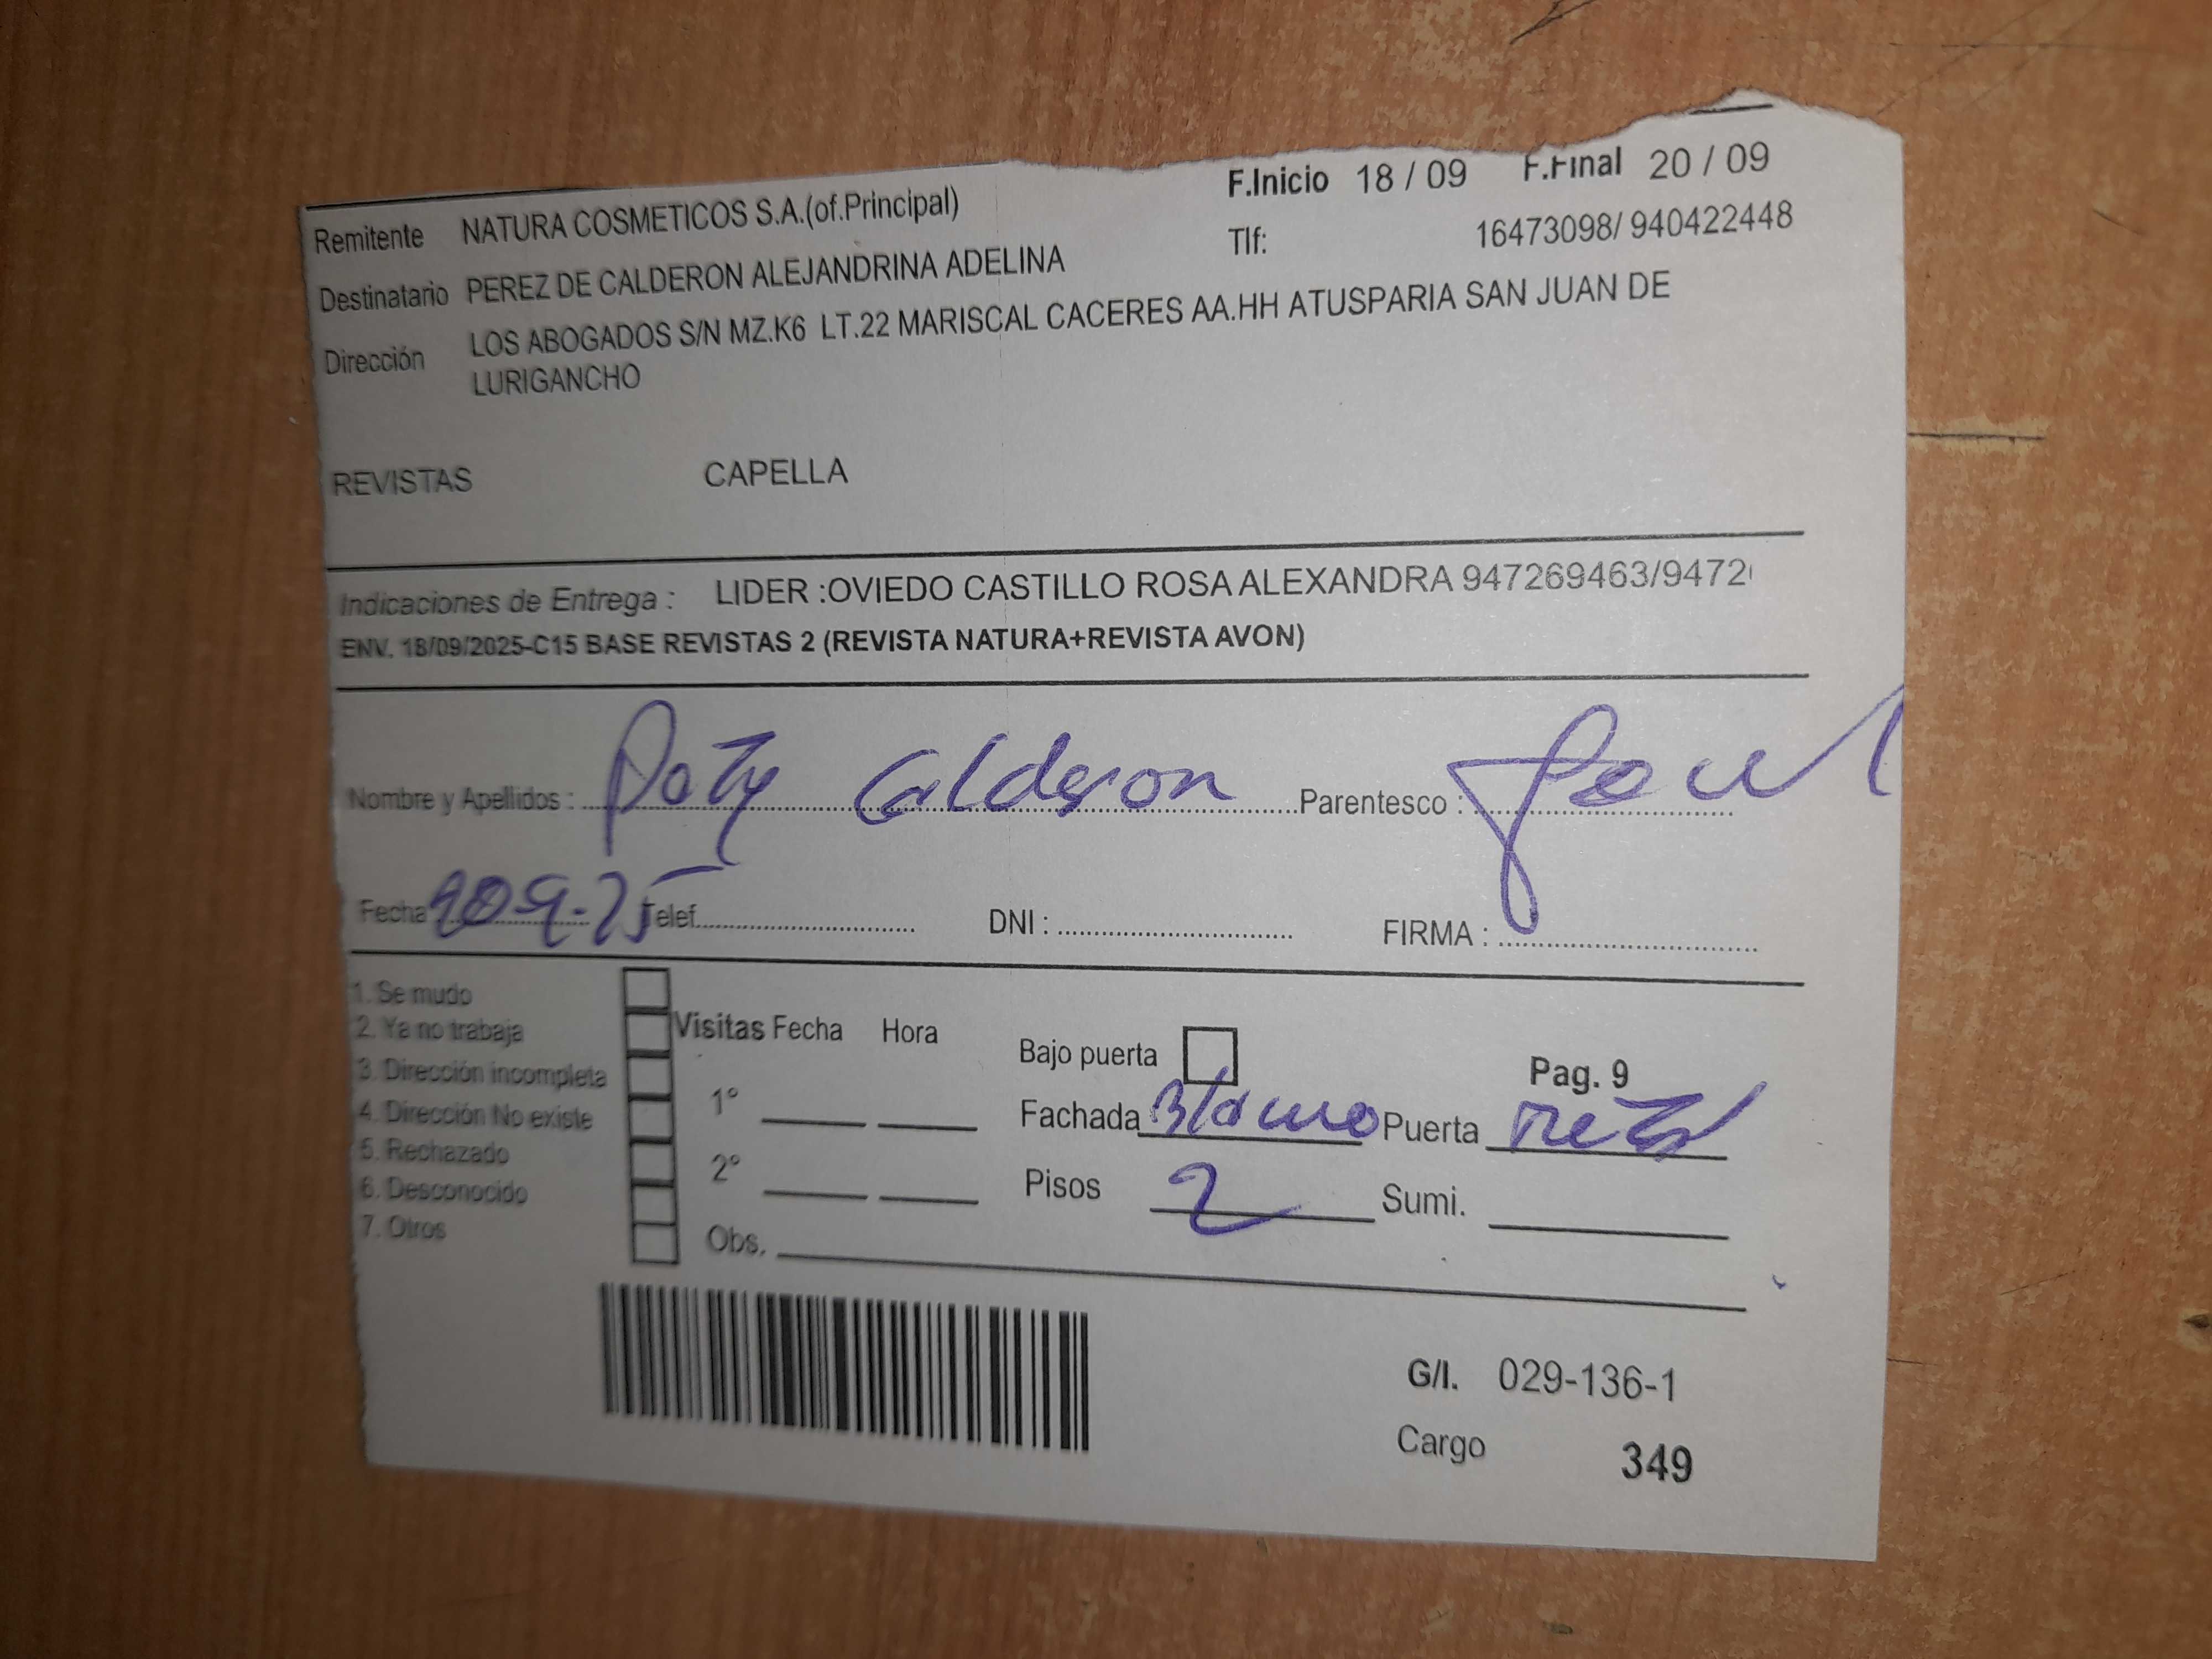 F.Inicio 18 / 09 F.Final 20 / 09
Remitente NATURA COSMETICOS S.A.(of.Principal)
Tlf: 16473098/ 940422448
Destinatario PEREZ DE CALDERON ALEJANDRINA ADELINA
Dirección LOS ABOGADOS S/N MZ.K6 LT.22 MARISCAL CACERES AA.HH ATUSPARIA SAN JUAN DE
LURIGANCHO
REVISTAS CAPELLA
Indicaciones de Entrega : LIDER :OVIEDO CASTILLO ROSA ALEXANDRA 947269463/9472
ENV. 18/09/2025-C15 BASE REVISTAS 2 (REVISTA NATURA+REVISTA AVON)
Nombre y Apellidos : Paty Calderon Parentesco :
Fecha Telef. DNI : FIRMA :
1. Se mudo
2. Ya no trabaja
3. Dirección incompleta
4. Dirección No existe
5. Rechazado
6. Desconocido
7. Otros
Visitas Fecha Hora
1°
2°
Obs.
Bajo puerta
Pag. 9
Fachada Blanco Puerta Metal
Pisos 2 Sumi.
G/I. 029-136-1
Cargo 349